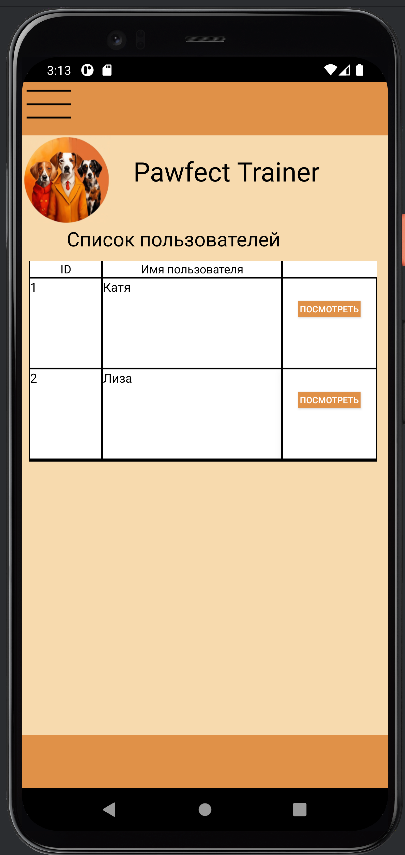 3:13
Pawfect Trainer
Список пользователей
ID Имя пользователя
1 Катя ПОСМОТРЕТЬ
2 Лиза ПОСМОТРЕТЬ